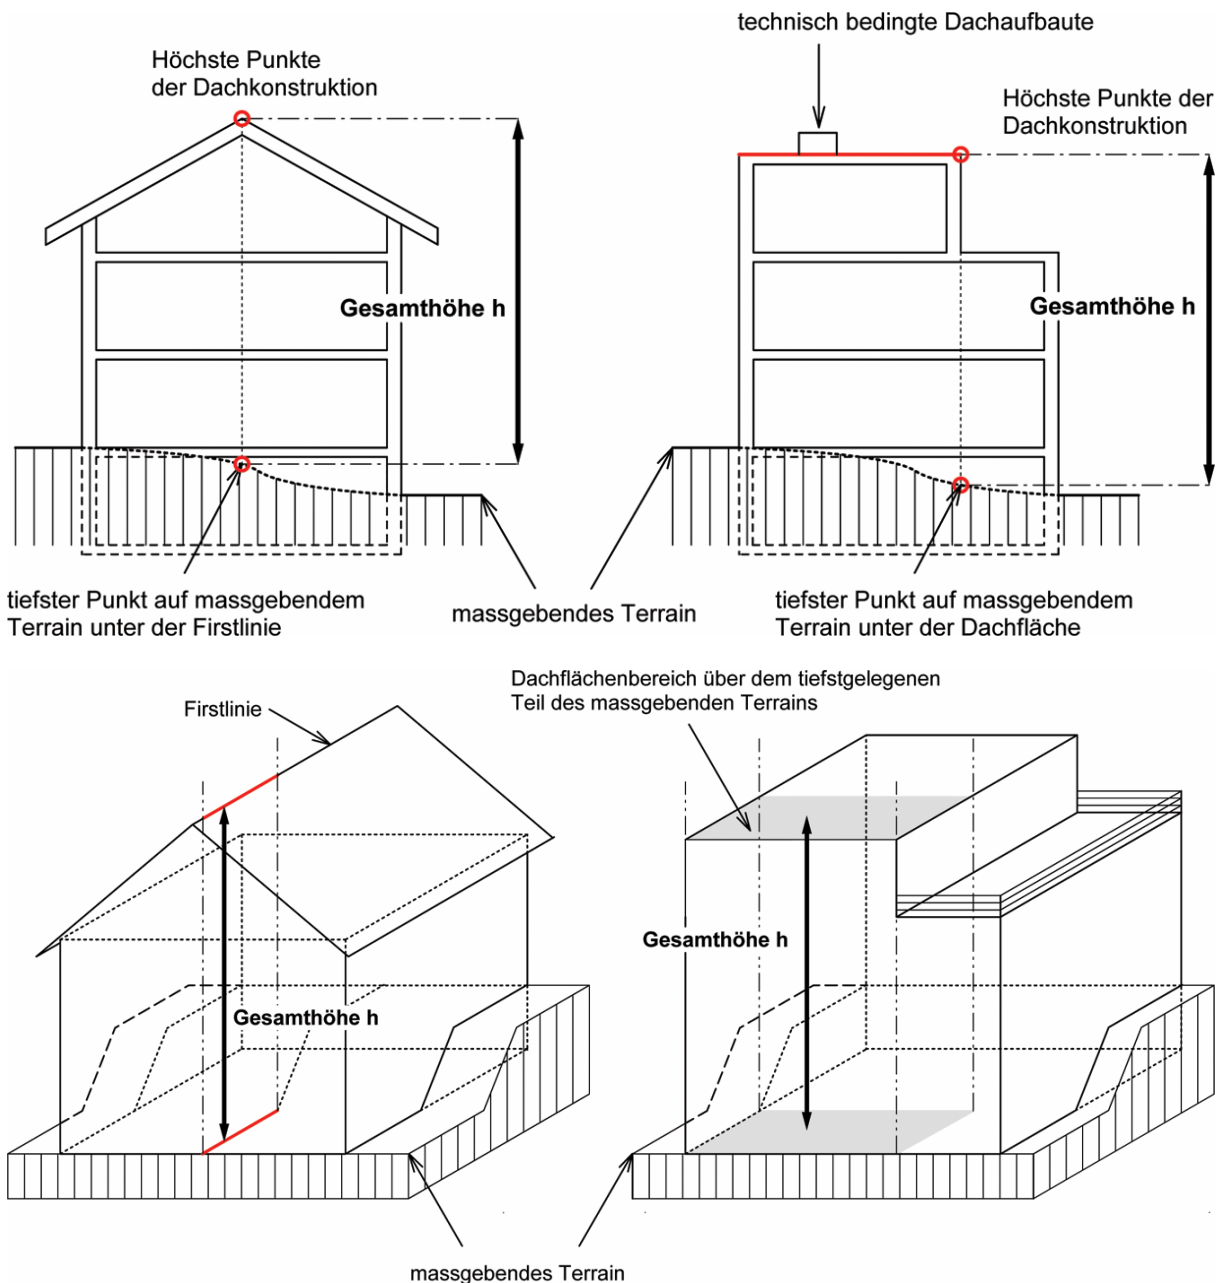 technisch bedingte Dachaufbaute
Höchste Punkte
der Dachkonstruktion
Höchste Punkte der
Dachkonstruktion
Gesamthöhe h
Gesamthöhe h
tiefster Punkt auf massgebendem
Terrain unter der Firstlinie
massgebendes Terrain
tiefster Punkt auf massgebendem
Terrain unter der Dachfläche
Firstlinie
Dachflächenbereich über dem tiefstgelegenen
Teil des massgebenden Terrains
Gesamthöhe h
Gesamthöhe h
massgebendes Terrain